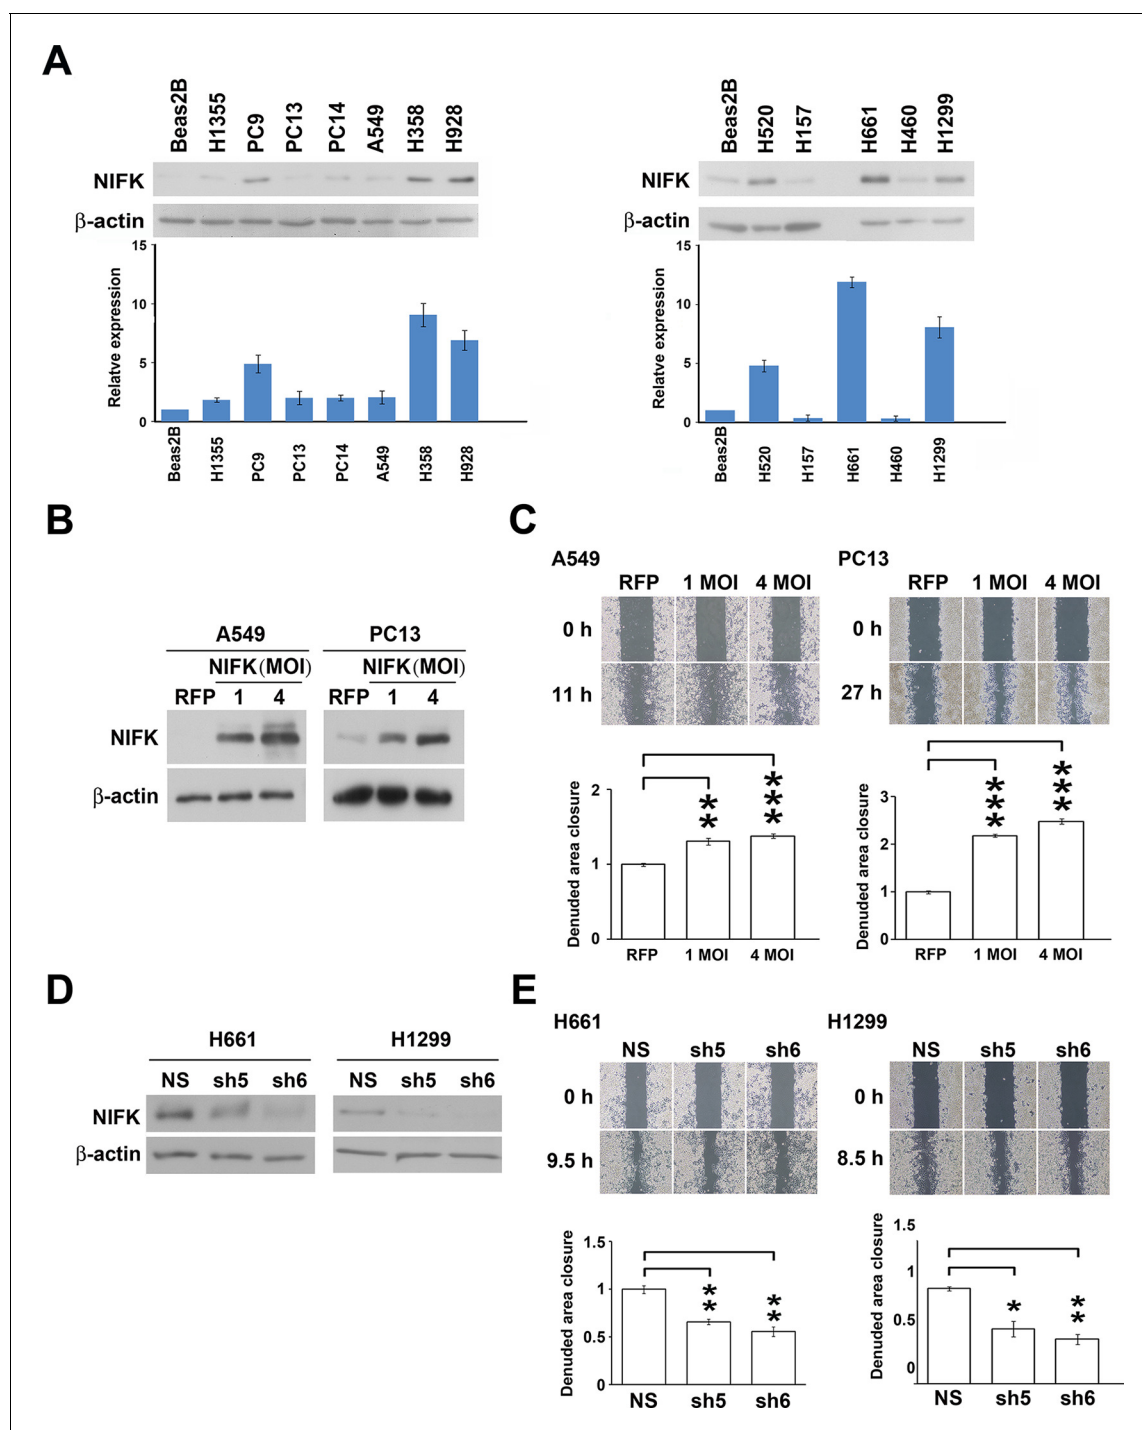 A
Beas2B H1355 PC9 PC13 PC14 A549 H358 H928
NIFK
β-actin
Relatve expression
15
10
5
0
Beas2B H1355 PC9 PC13 PC14 A549 H358 H928
Beas2B H520 H157 H661 H460 H1299
NIFK
β-actin
Relatve expression
15
10
5
0
Beas2B H520 H157 H661 H460 H1299
B
A549 PC13
NIFK(MOI) NIFK(MOI)
RFP 1 4 RFP 1 4
NIFK
β-actin
C
A549
RFP 1 MOI 4 MOI
0 h
11 h
** ***
Denuded area closure
2
1
0
RFP 1 MOI 4 MOI
PC13
RFP 1 MOI 4 MOI
0 h
27 h
*** ***
Denuded area closure
3
2
1
0
RFP 1 MOI 4 MOI
D
H661 H1299
NS sh5 sh6 NS sh5 sh6
NIFK
β-actin
E
H661
NS sh5 sh6
0 h
9.5 h
Denuded area closure
1.5
1
0.5
0
** **
NS sh5 sh6
H1299
NS sh5 sh6
0 h
8.5 h
Denuded area closure
1.5
1
0.5
0
* **
NS sh5 sh6